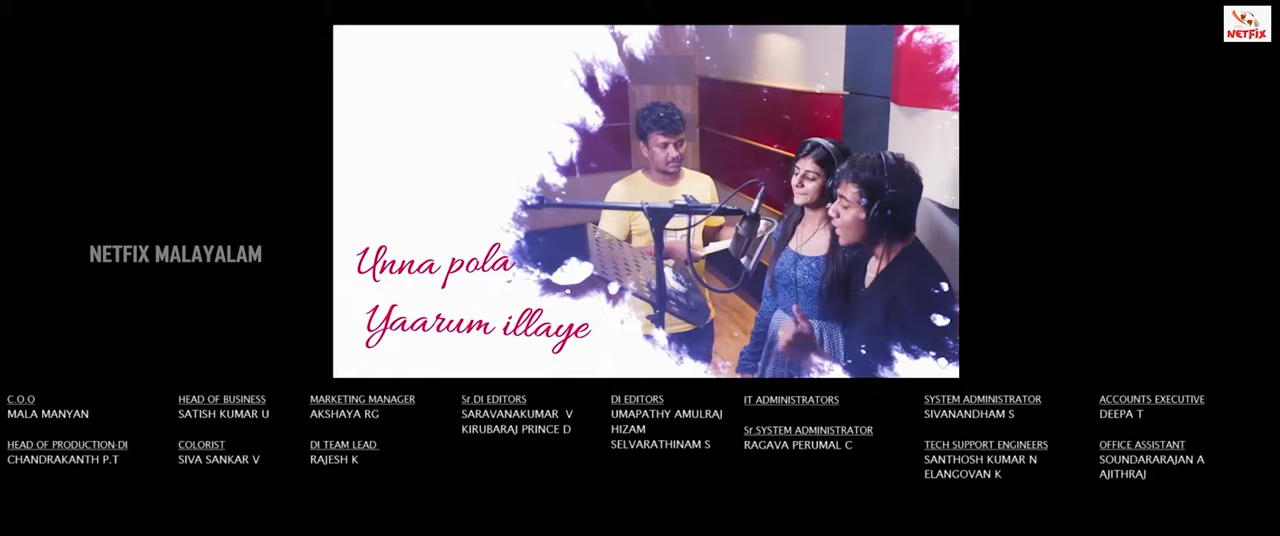 NETFIX
NETFIX MALAYALAM
Unna pola
Yaarum illaye
C.O.O
MALA MANYAN
HEAD OF PRODUCTION-DI
CHANDRAKANTH P.T
HEAD OF BUSINESS
SATISH KUMAR U
COLORIST
SIVA SANKAR V
MARKETING MANAGER
AKSHAYA RG
DI TEAM LEAD
RAJESH K
Sr.DI EDITORS
SARAVANAKUMAR V
KIRUBARAJ PRINCE D
DI EDITORS
UMAPATHY AMULRAJ
HIZAM
SELVARATHINAM S
IT ADMINISTRATORS
Sr.SYSTEM ADMINISTRATOR
RAGAVA PERUMAL C
SYSTEM ADMINISTRATOR
SIVANANDHAM S
TECH SUPPORT ENGINEERS
SANTHOSH KUMAR N
ELANGOVAN K
ACCOUNTS EXECUTIVE
DEEPA T
OFFICE ASSISTANT
SOUNDARARAJAN A
AJITHRAJ